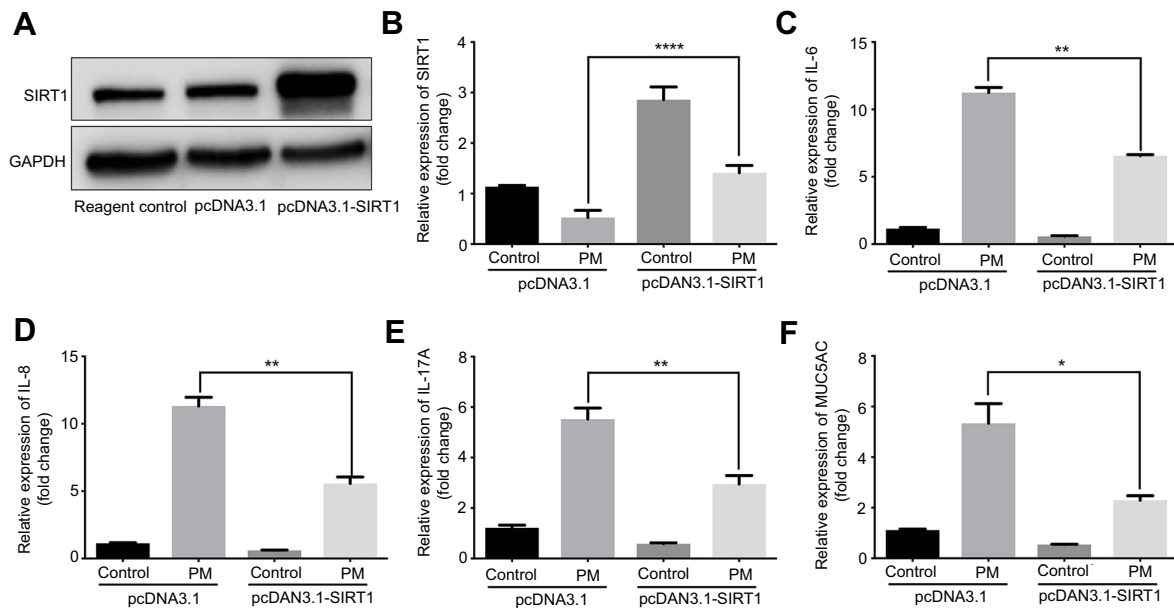 A
SIRT1
GAPDH
Reagent control pcDNA3.1 pcDNA3.1-SIRT1
B
Relative expression of SIRT1
(fold change)
4
3
2
1
0
****
Control PM Control PM
pcDNA3.1 pcDAN3.1-SIRT1
C
Relative expression of IL-6
(fold change)
15
10
5
0
**
Control PM Control PM
pcDNA3.1 pcDAN3.1-SIRT1
D
Relative expression of IL-8
(fold change)
15
10
5
0
**
Control PM Control PM
pcDNA3.1 pcDAN3.1-SIRT1
E
Relative expression of IL-17A
(fold change)
8
6
4
2
0
**
Control PM Control PM
pcDNA3.1 pcDAN3.1-SIRT1
F
Relative expression of MUC5AC
(fold change)
8
6
4
2
0
*
Control PM Control PM
pcDNA3.1 pcDAN3.1-SIRT1